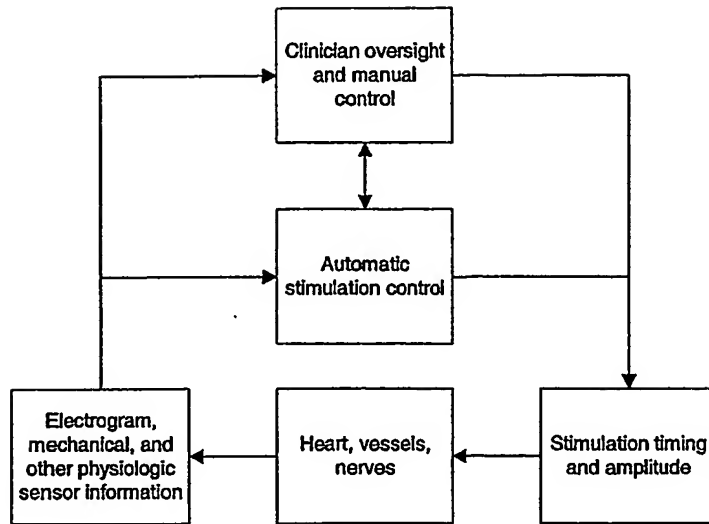 Clinician oversight
and manual
control
Automatic
stimulation control
Electrogram,
mechanical, and
other physiologic
sensor information
Heart, vessels,
nerves
Stimulation timing
and amplitude